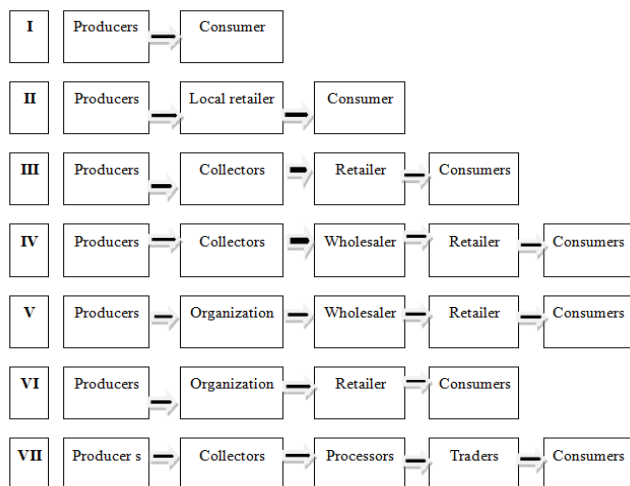 I Producers Consumer
II Producers Local retailer Consumer
III Producers Collectors Retailer Consumers
IV Producers Collectors Wholesaler Retailer Consumers
V Producers Organization Wholesaler Retailer Consumers
VI Producers Organization Retailer Consumers
VII Producer s Collectors Processors Traders Consumers